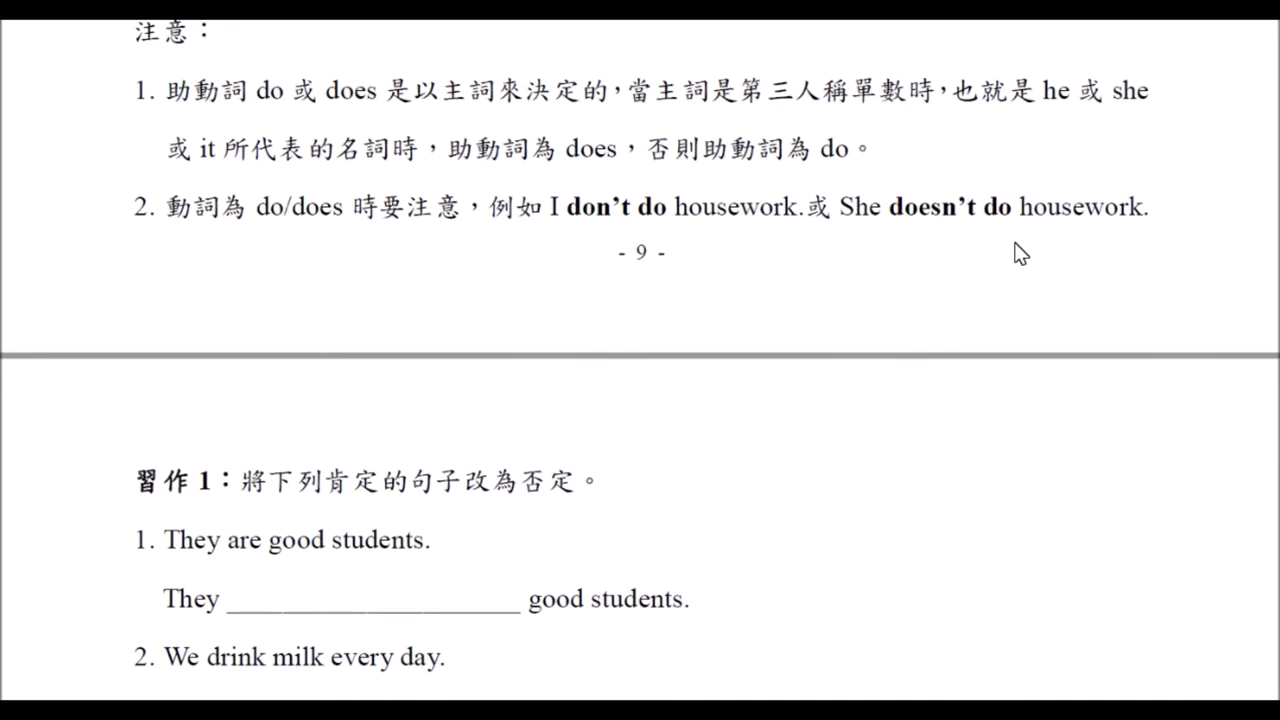 注意：
1. 助動詞 do 或 does 是以主詞來決定的，當主詞是第三人稱單數時，也就是 he 或 she
或 it 所代表的名詞時，助動詞為 does，否則助動詞為 do。
2. 動詞為 do/does 時要注意，例如 I don’t do housework.或 She doesn’t do housework.
- 9 -
習作 1：將下列肯定的句子改為否定。
1. They are good students.
They _____________________ good students.
2. We drink milk every day.